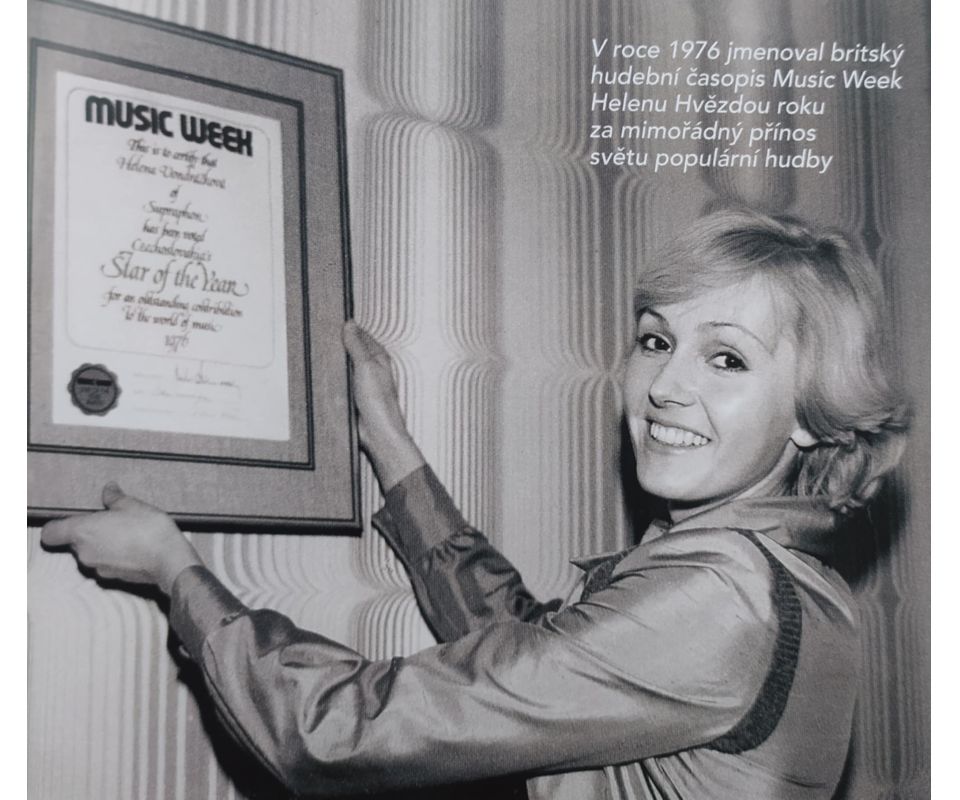 V roce 1976 jmenoval britský
hudební časopis Music Week
Helenu Hvězdou roku
za mimořádný přínos
světu populární hudby
MUSIC WEEK
This is to certify that
Helena Vondráčková
of
Supraphon
has been voted
Czechoslovakia's
Star of the Year
for an outstanding contribution
to the world of music
1976